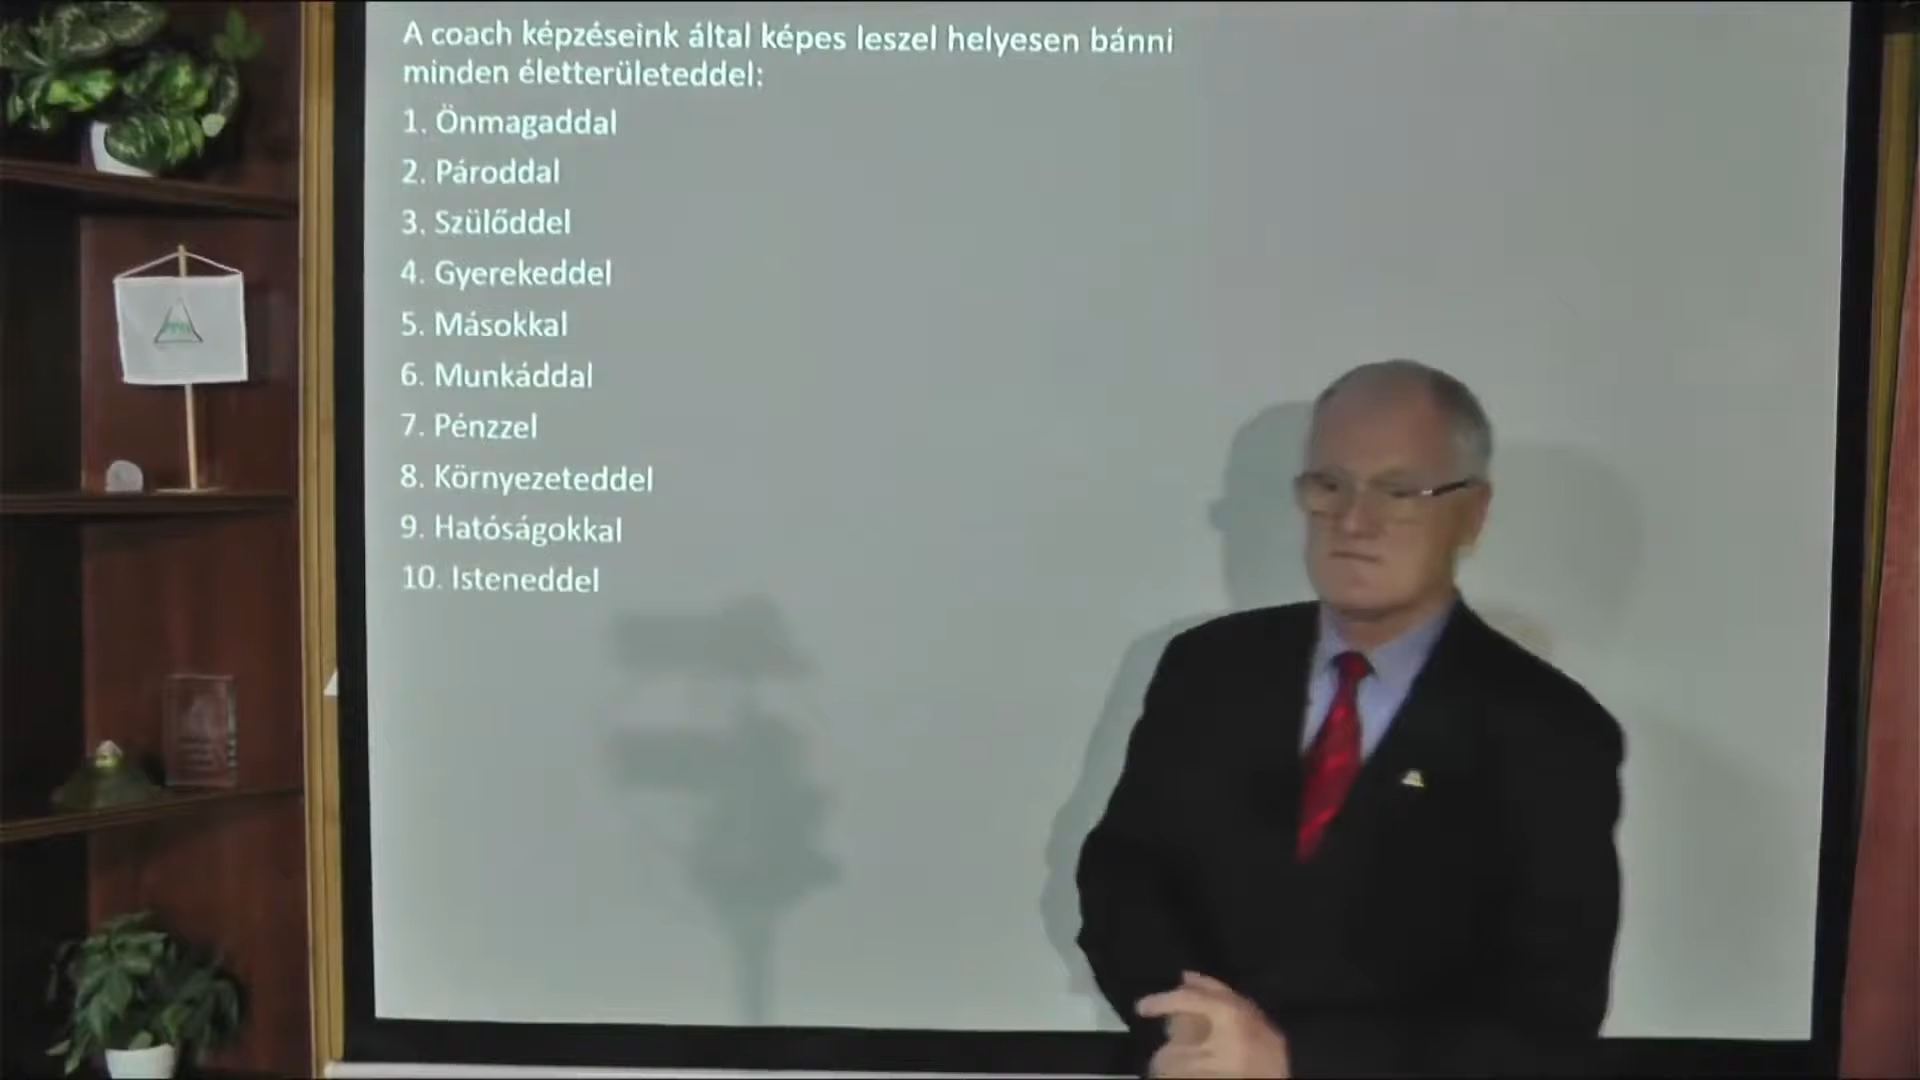 A coach képzéseink által képes leszel helyesen bánni
minden életterületeddel:
1. Önmagaddal
2. Pároddal
3. Szülőddel
4. Gyerekeddel
5. Másokkal
6. Munkáddal
7. Pénzzel
8. Környezeteddel
9. Hatóságokkal
10. Isteneddel